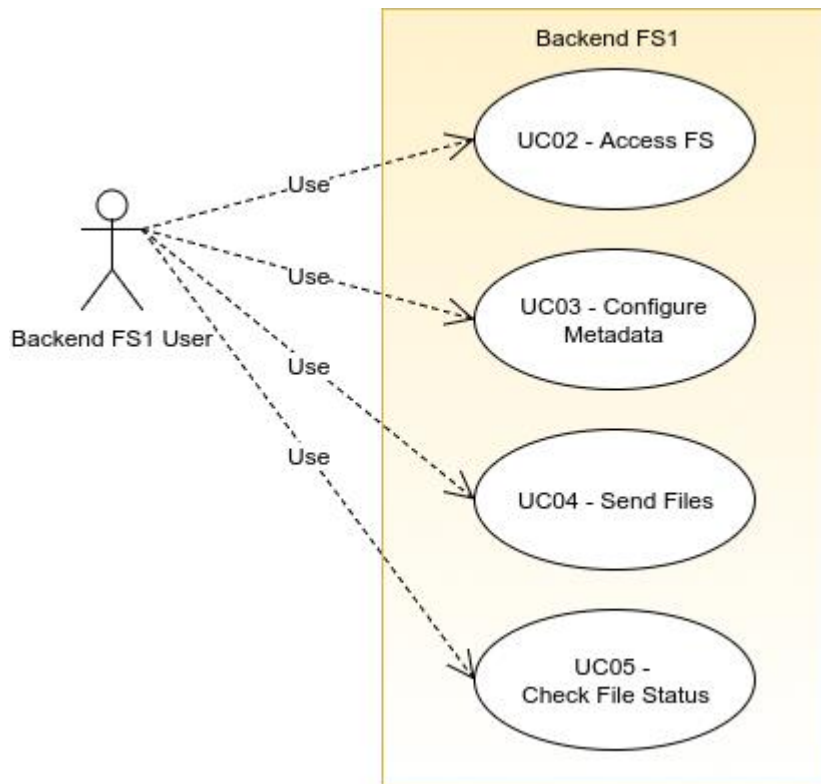 Backend FS1
UC02 - Access FS
Use
Use
UC03 - Configure
Metadata
Backend FS1 User
Use
Use
UC04 - Send Files
UC05 -
Check File Status